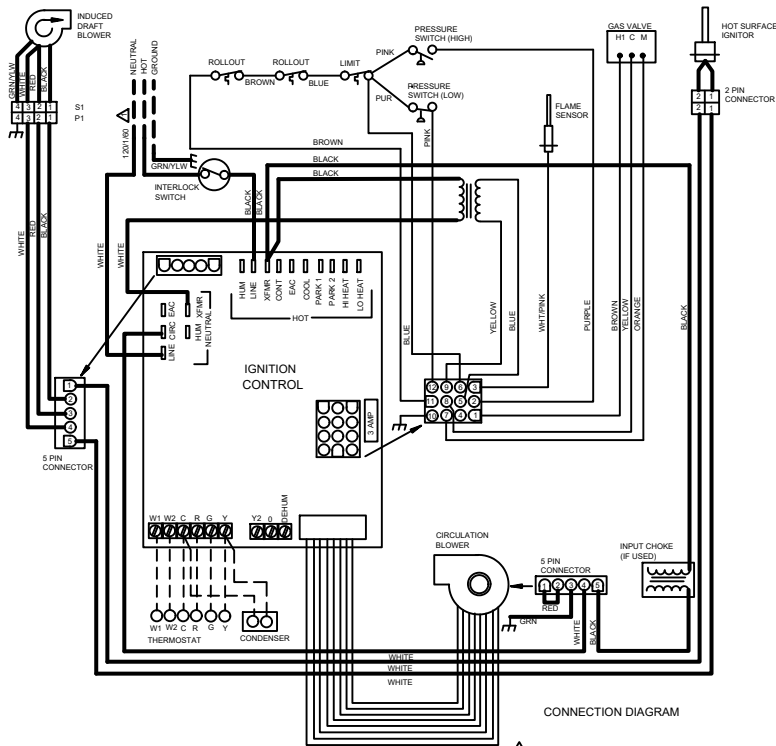 INDUCED
DRAFT
BLOWER
GRN/YLW
WHITE
RED
BLACK
4 3 2 1
4 3 2 1
S1
P1
NEUTRAL
HOT
GROUND
120/1/60
GRN/YLW
INTERLOCK
SWITCH
ROLLOUT
BROWN
ROLLOUT
BLUE
LIMIT
PINK
PRESSURE
SWITCH (HIGH)
PUR
PRESSURE
SWITCH (LOW)
PINK
GAS VALVE
H1 C M
HOT SURFACE
IGNITOR
2 1
2 1
2 PIN
CONNECTOR
FLAME
SENSOR
BROWN
BLACK
BLACK
BLACK
BLACK
WHITE
RED
BLACK
WHITE
WHITE
HUM
LINE
XFMR
CONT
EAC
COOL
PARK 1
PARK 2
HI HEAT
LO HEAT
HOT
EAC
XFMR
CIRC
HUM
LINE
NEUTRAL
IGNITION
CONTROL
3 AMP
BLUE
YELLOW
BLUE
WHT/PINK
PURPLE
BROWN
YELLOW
ORANGE
BLACK
12 9 6 3
11 8 5 2
10 7 4 1
1
2
3
4
5
5 PIN
CONNECTOR
W1 W2 C R G Y
Y2 0 DEHUM
W1 W2 C R G Y
THERMOSTAT
CONDENSER
CIRCULATION
BLOWER
5 PIN
CONNECTOR
1 2 3 4 5
RED
GRN
WHITE
BLACK
INPUT CHOKE
(IF USED)
WHITE
WHITE
WHITE
CONNECTION DIAGRAM